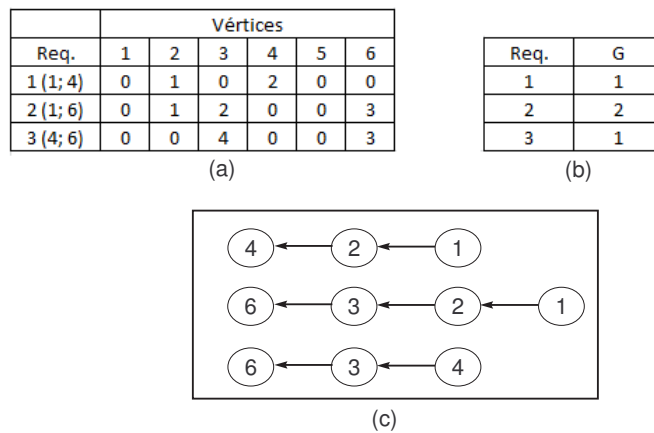 Vértices
Req. 1 2 3 4 5 6
1 (1; 4) 0 1 0 2 0 0
2 (1; 6) 0 1 2 0 0 3
3 (4; 6) 0 0 4 0 0 3
(a)
Req. G
1 1
2 2
3 1
(b)
4 2 1
6 3 2 1
6 3 4
(c)